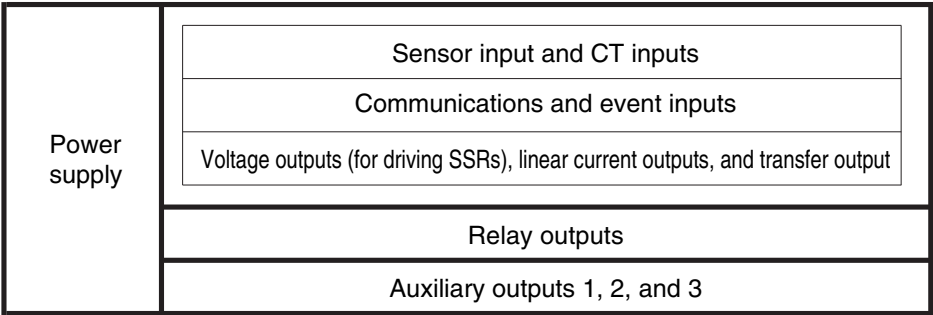 Power
supply
Sensor input and CT inputs
Communications and event inputs
Voltage outputs (for driving SSRs), linear current outputs, and transfer output
Relay outputs
Auxiliary outputs 1, 2, and 3